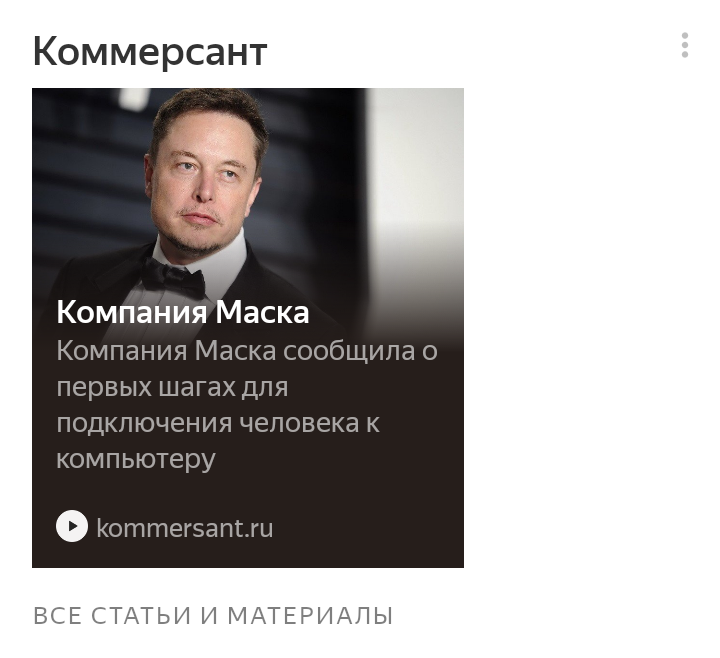 Коммерсант
Компания Маска
Компания Маска сообщила о
первых шагах для
подключения человека к
компьютеру
kommersant.ru
ВСЕ СТАТЬИ И МАТЕРИАЛЫ